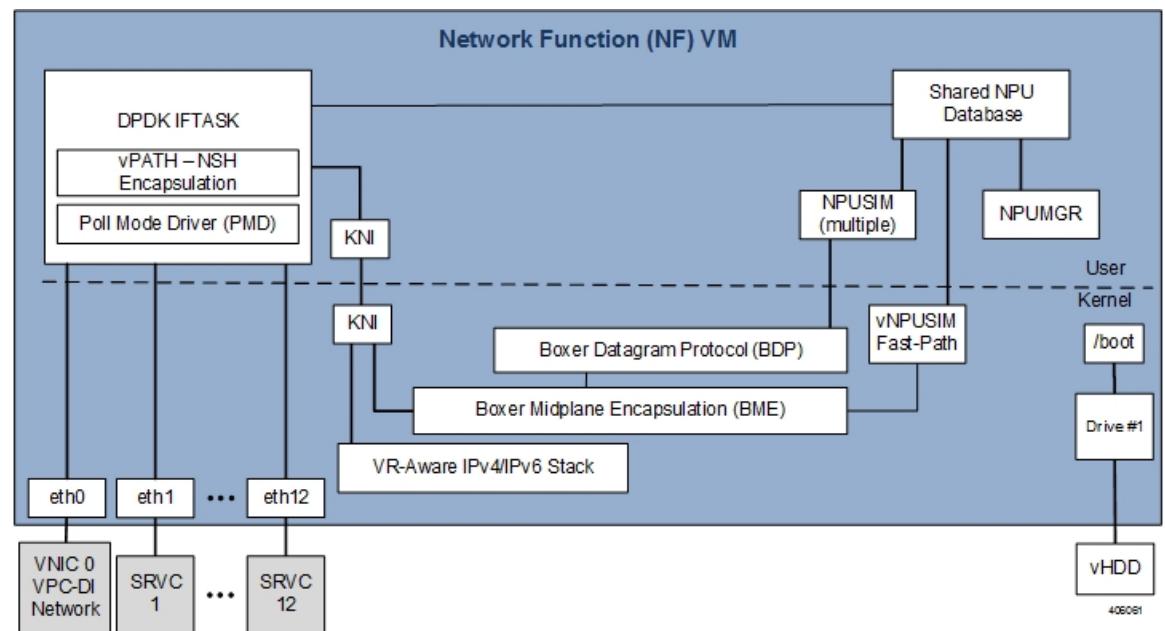 Network Function (NF) VM
DPDK IFTASK
vPATH – NSH
Encapsulation
Poll Mode Driver (PMD)
KNI
Shared NPU
Database
NPUSIM
(multiple)
NPUMGR
User
Kernel
KNI
vNPUSIM
Fast-Path
/boot
Boxer Datagram Protocol (BDP)
Boxer Midplane Encapsulation (BME)
Drive #1
VR-Aware IPv4/IPv6 Stack
eth0
eth1
•••
eth12
VNIC 0
VPC-DI
Network
SRVC
1
•••
SRVC
12
vHDD
406061